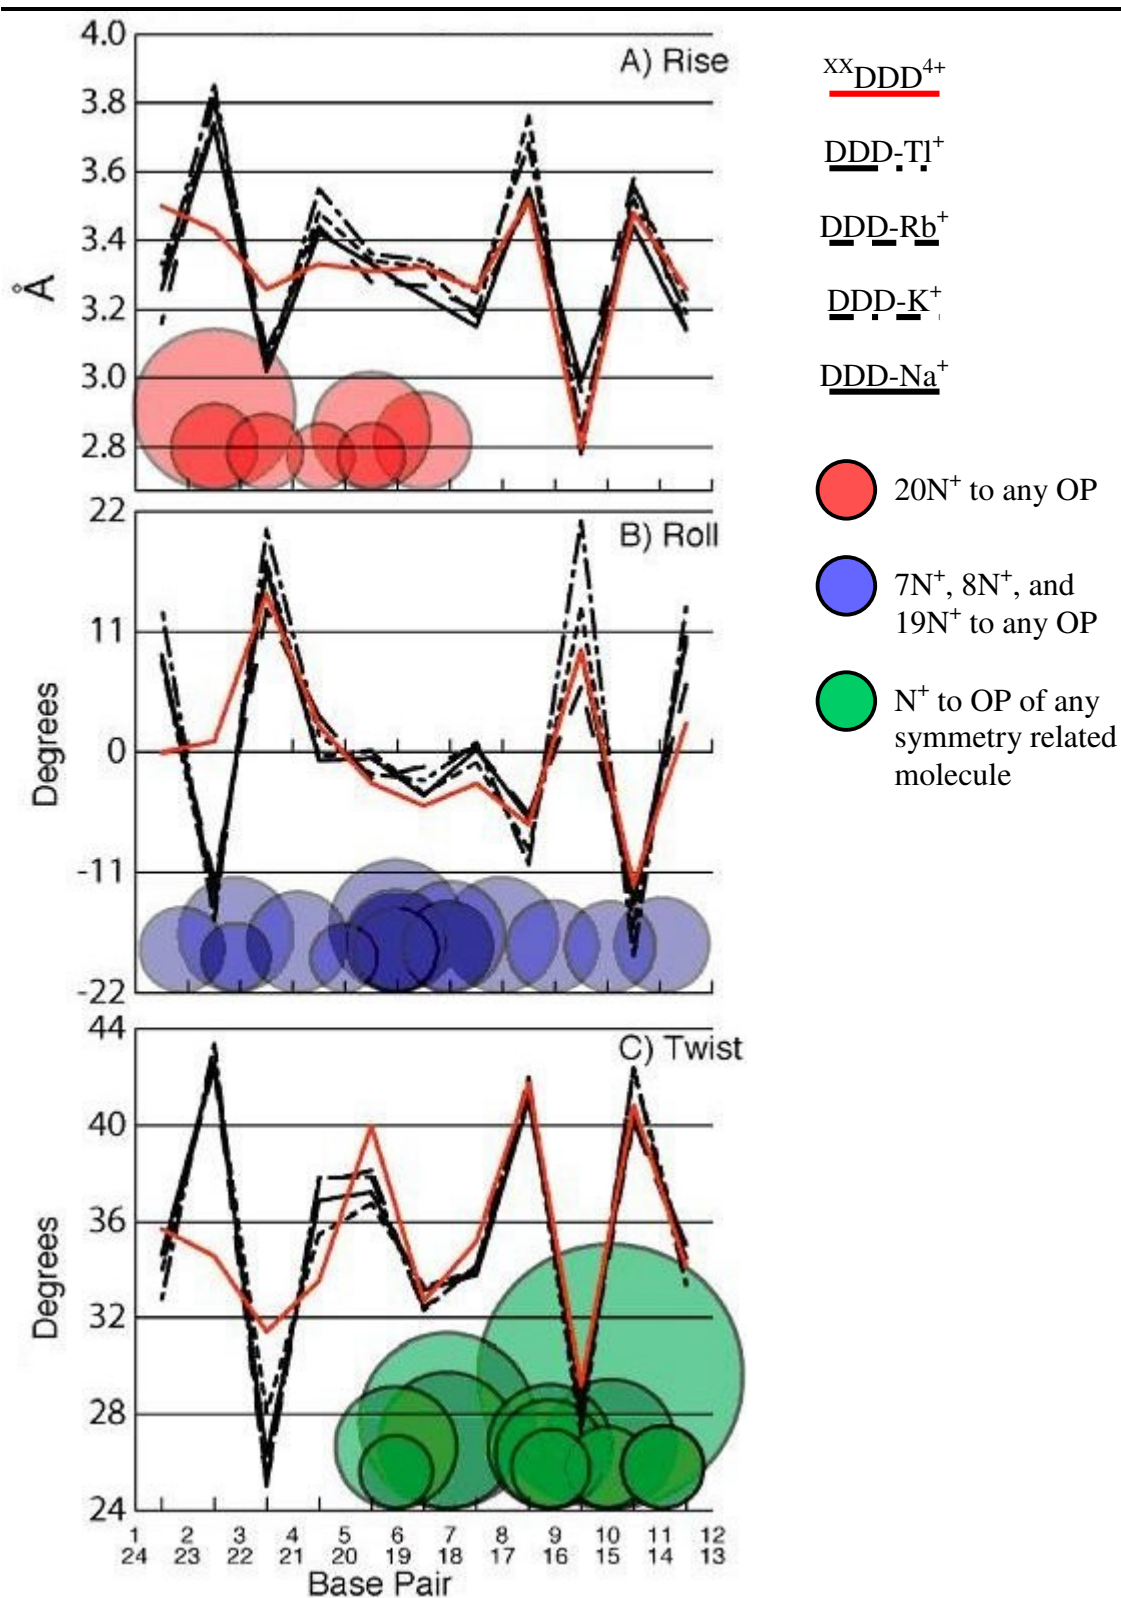 4.0
A) Rise
3.8
3.6
3.4
Å
3.2
3.0
2.8
XXDDD4+
DDD-Tl+
DDD-Rb+
DDD-K+
DDD-Na+
20N+ to any OP
7N+, 8N+, and
19N+ to any OP
N+ to OP of any
symmetry related
molecule
22
B) Roll
11
Degrees
0
-11
-22
44
C) Twist
40
36
Degrees
32
28
24
1 2 3 4 5 6 7 8 9 10 11 12
24 23 22 21 20 19 18 17 16 15 14 13
Base Pair